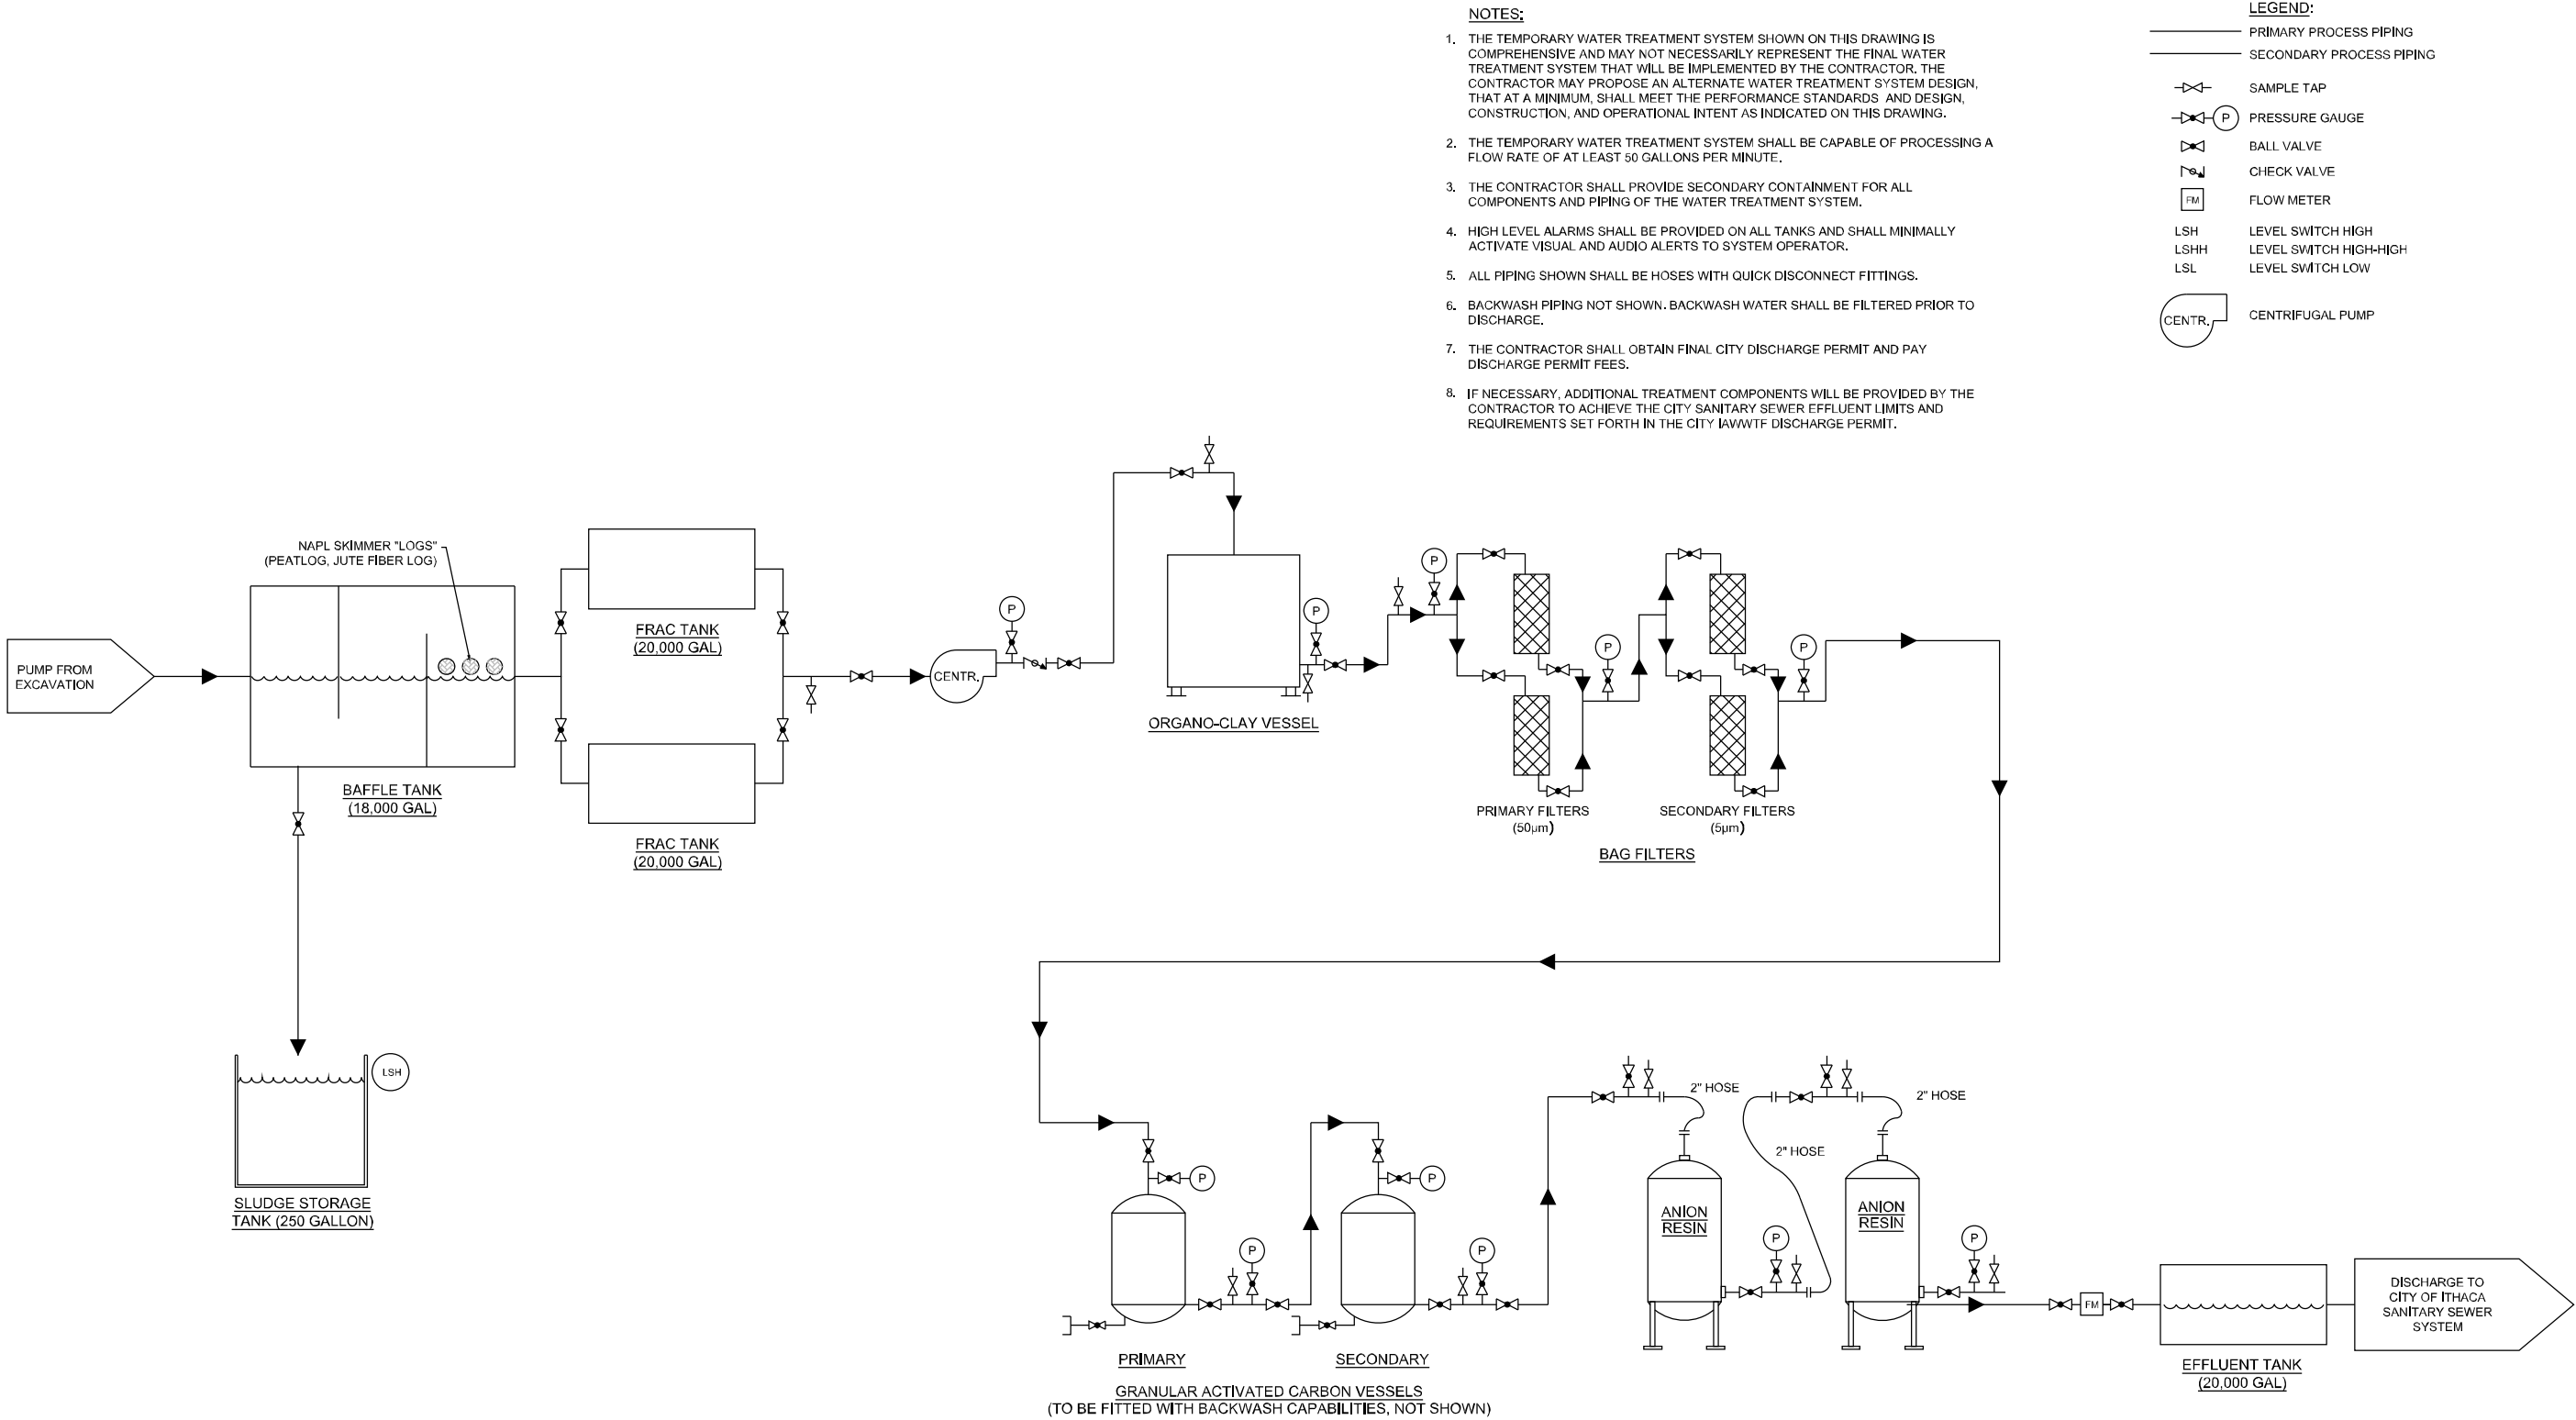 NOTES:
1. THE TEMPORARY WATER TREATMENT SYSTEM SHOWN ON THIS DRAWING IS
COMPREHENSIVE AND MAY NOT NECESSARILY REPRESENT THE FINAL WATER
TREATMENT SYSTEM THAT WILL BE IMPLEMENTED BY THE CONTRACTOR. THE
CONTRACTOR MAY PROPOSE AN ALTERNATE WATER TREATMENT SYSTEM DESIGN,
THAT AT A MINIMUM, SHALL MEET THE PERFORMANCE STANDARDS AND DESIGN,
CONSTRUCTION, AND OPERATIONAL INTENT AS INDICATED ON THIS DRAWING.
2. THE TEMPORARY WATER TREATMENT SYSTEM SHALL BE CAPABLE OF PROCESSING A
FLOW RATE OF AT LEAST 50 GALLONS PER MINUTE.
3. THE CONTRACTOR SHALL PROVIDE SECONDARY CONTAINMENT FOR ALL
COMPONENTS AND PIPING OF THE WATER TREATMENT SYSTEM.
4. HIGH LEVEL ALARMS SHALL BE PROVIDED ON ALL TANKS AND SHALL MINIMALLY
ACTIVATE VISUAL AND AUDIO ALERTS TO SYSTEM OPERATOR.
5. ALL PIPING SHOWN SHALL BE HOSES WITH QUICK DISCONNECT FITTINGS.
6. BACKWASH PIPING NOT SHOWN. BACKWASH WATER SHALL BE FILTERED PRIOR TO
DISCHARGE.
7. THE CONTRACTOR SHALL OBTAIN FINAL CITY DISCHARGE PERMIT AND PAY
DISCHARGE PERMIT FEES.
8. IF NECESSARY, ADDITIONAL TREATMENT COMPONENTS WILL BE PROVIDED BY THE
CONTRACTOR TO ACHIEVE THE CITY SANITARY SEWER EFFLUENT LIMITS AND
REQUIREMENTS SET FORTH IN THE CITY IAWWTF DISCHARGE PERMIT.
LEGEND:
PRIMARY PROCESS PIPING
SECONDARY PROCESS PIPING
SAMPLE TAP
P PRESSURE GAUGE
BALL VALVE
CHECK VALVE
FM FLOW METER
LSH LEVEL SWITCH HIGH
LSHH LEVEL SWITCH HIGH-HIGH
LSL LEVEL SWITCH LOW
CENTR. CENTRIFUGAL PUMP
PUMP FROM
EXCAVATION
NAPL SKIMMER "LOGS"
(PEATLOG, JUTE FIBER LOG)
BAFFLE TANK
(18,000 GAL)
FRAC TANK
(20,000 GAL)
FRAC TANK
(20,000 GAL)
CENTR.
P
ORGANO-CLAY VESSEL
P
P
P
P
PRIMARY FILTERS
(50µm)
SECONDARY FILTERS
(5µm)
BAG FILTERS
LSH
SLUDGE STORAGE
TANK (250 GALLON)
P
P
P
P
PRIMARY
SECONDARY
GRANULAR ACTIVATED CARBON VESSELS
(TO BE FITTED WITH BACKWASH CAPABILITIES, NOT SHOWN)
2" HOSE
2" HOSE
2" HOSE
ANION
RESIN
P
ANION
RESIN
P
FM
EFFLUENT TANK
(20,000 GAL)
DISCHARGE TO
CITY OF ITHACA
SANITARY SEWER
SYSTEM